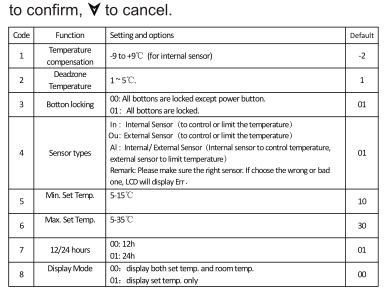 to confirm, ∀ to cancel.
Code Function Setting and options Default
1 Temperature compensation -9 to +9℃ (for internal sensor) -2
2 Deadzone Temperature 1~5℃. 1
3 Botton locking 00: All bottons are locked except power button. 01
01: All bottons are locked.
4 Sensor types In : Internal Sensor (to control or limit the temperature) 01
Ou: External Sensor (to control or limit the temperature)
Al : Internal/ External Sensor (Internal sensor to control temperature,
external sensor to limit temperature)
Remark: Please make sure the right sensor. If choose the wrong or bad
one, LCD will display Err.
5 Min. Set Temp. 5-15℃ 10
6 Max. Set Temp. 5-35℃ 30
7 12/24 hours 00: 12h 01
01: 24h
8 Display Mode 00: display both set temp. and room temp. 00
01: display set temp. only